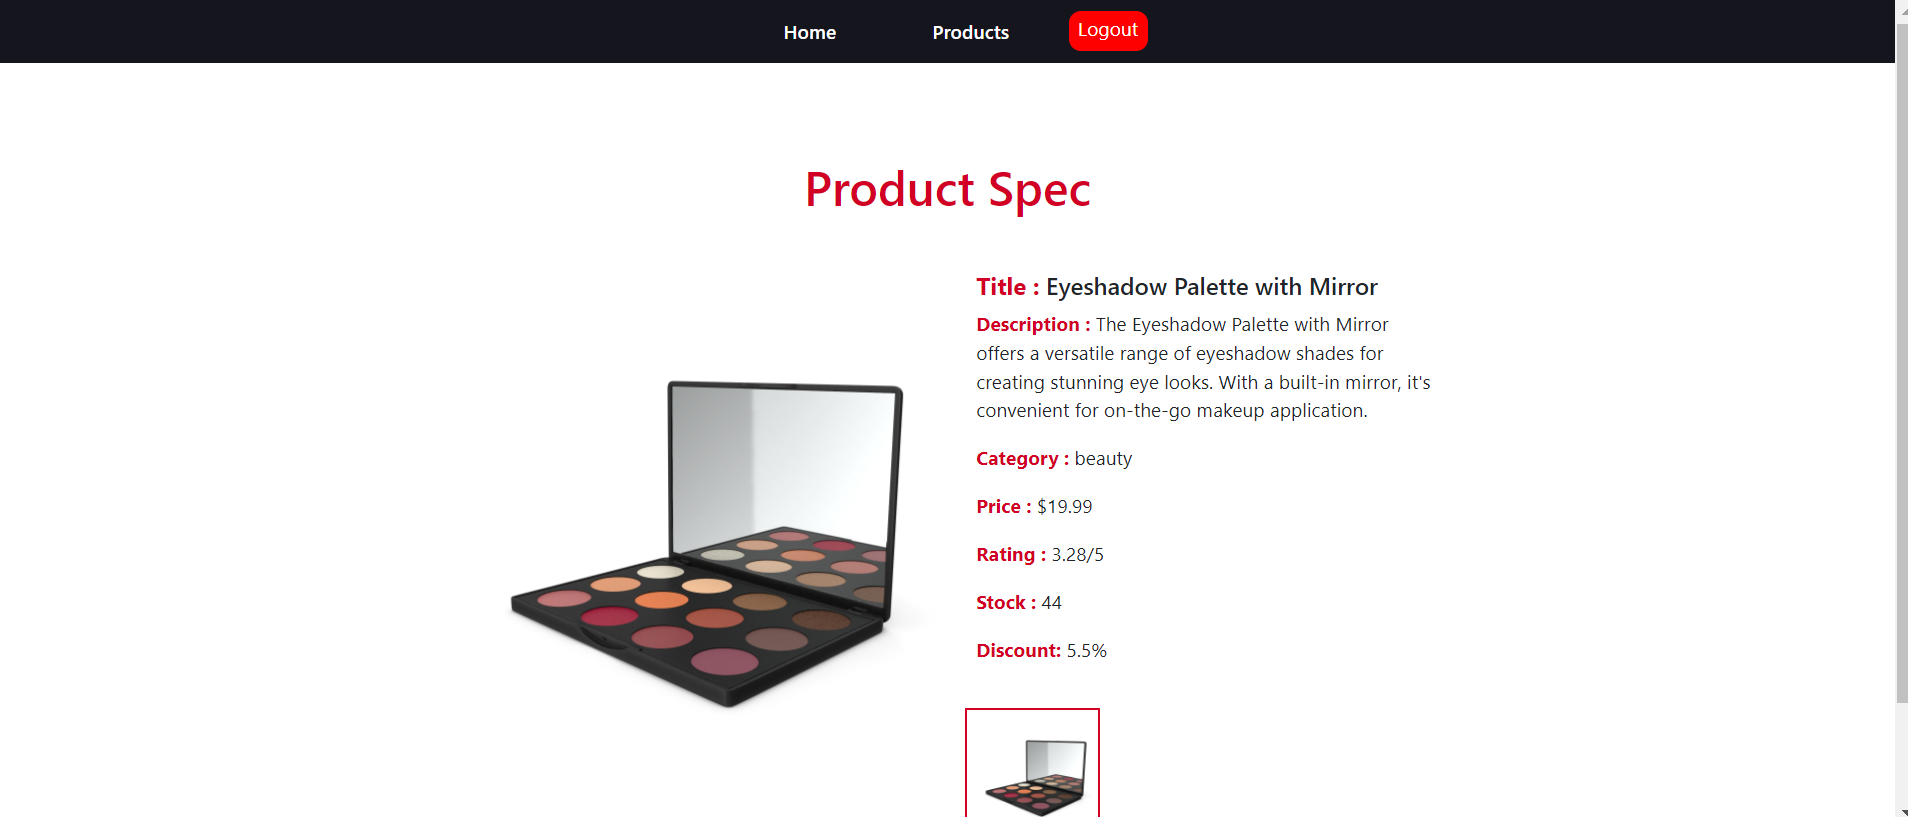 Home Products Logout
Product Spec
Title : Eyeshadow Palette with Mirror
Description : The Eyeshadow Palette with Mirror
offers a versatile range of eyeshadow shades for
creating stunning eye looks. With a built-in mirror, it's
convenient for on-the-go makeup application.
Category : beauty
Price : $19.99
Rating : 3.28/5
Stock : 44
Discount: 5.5%